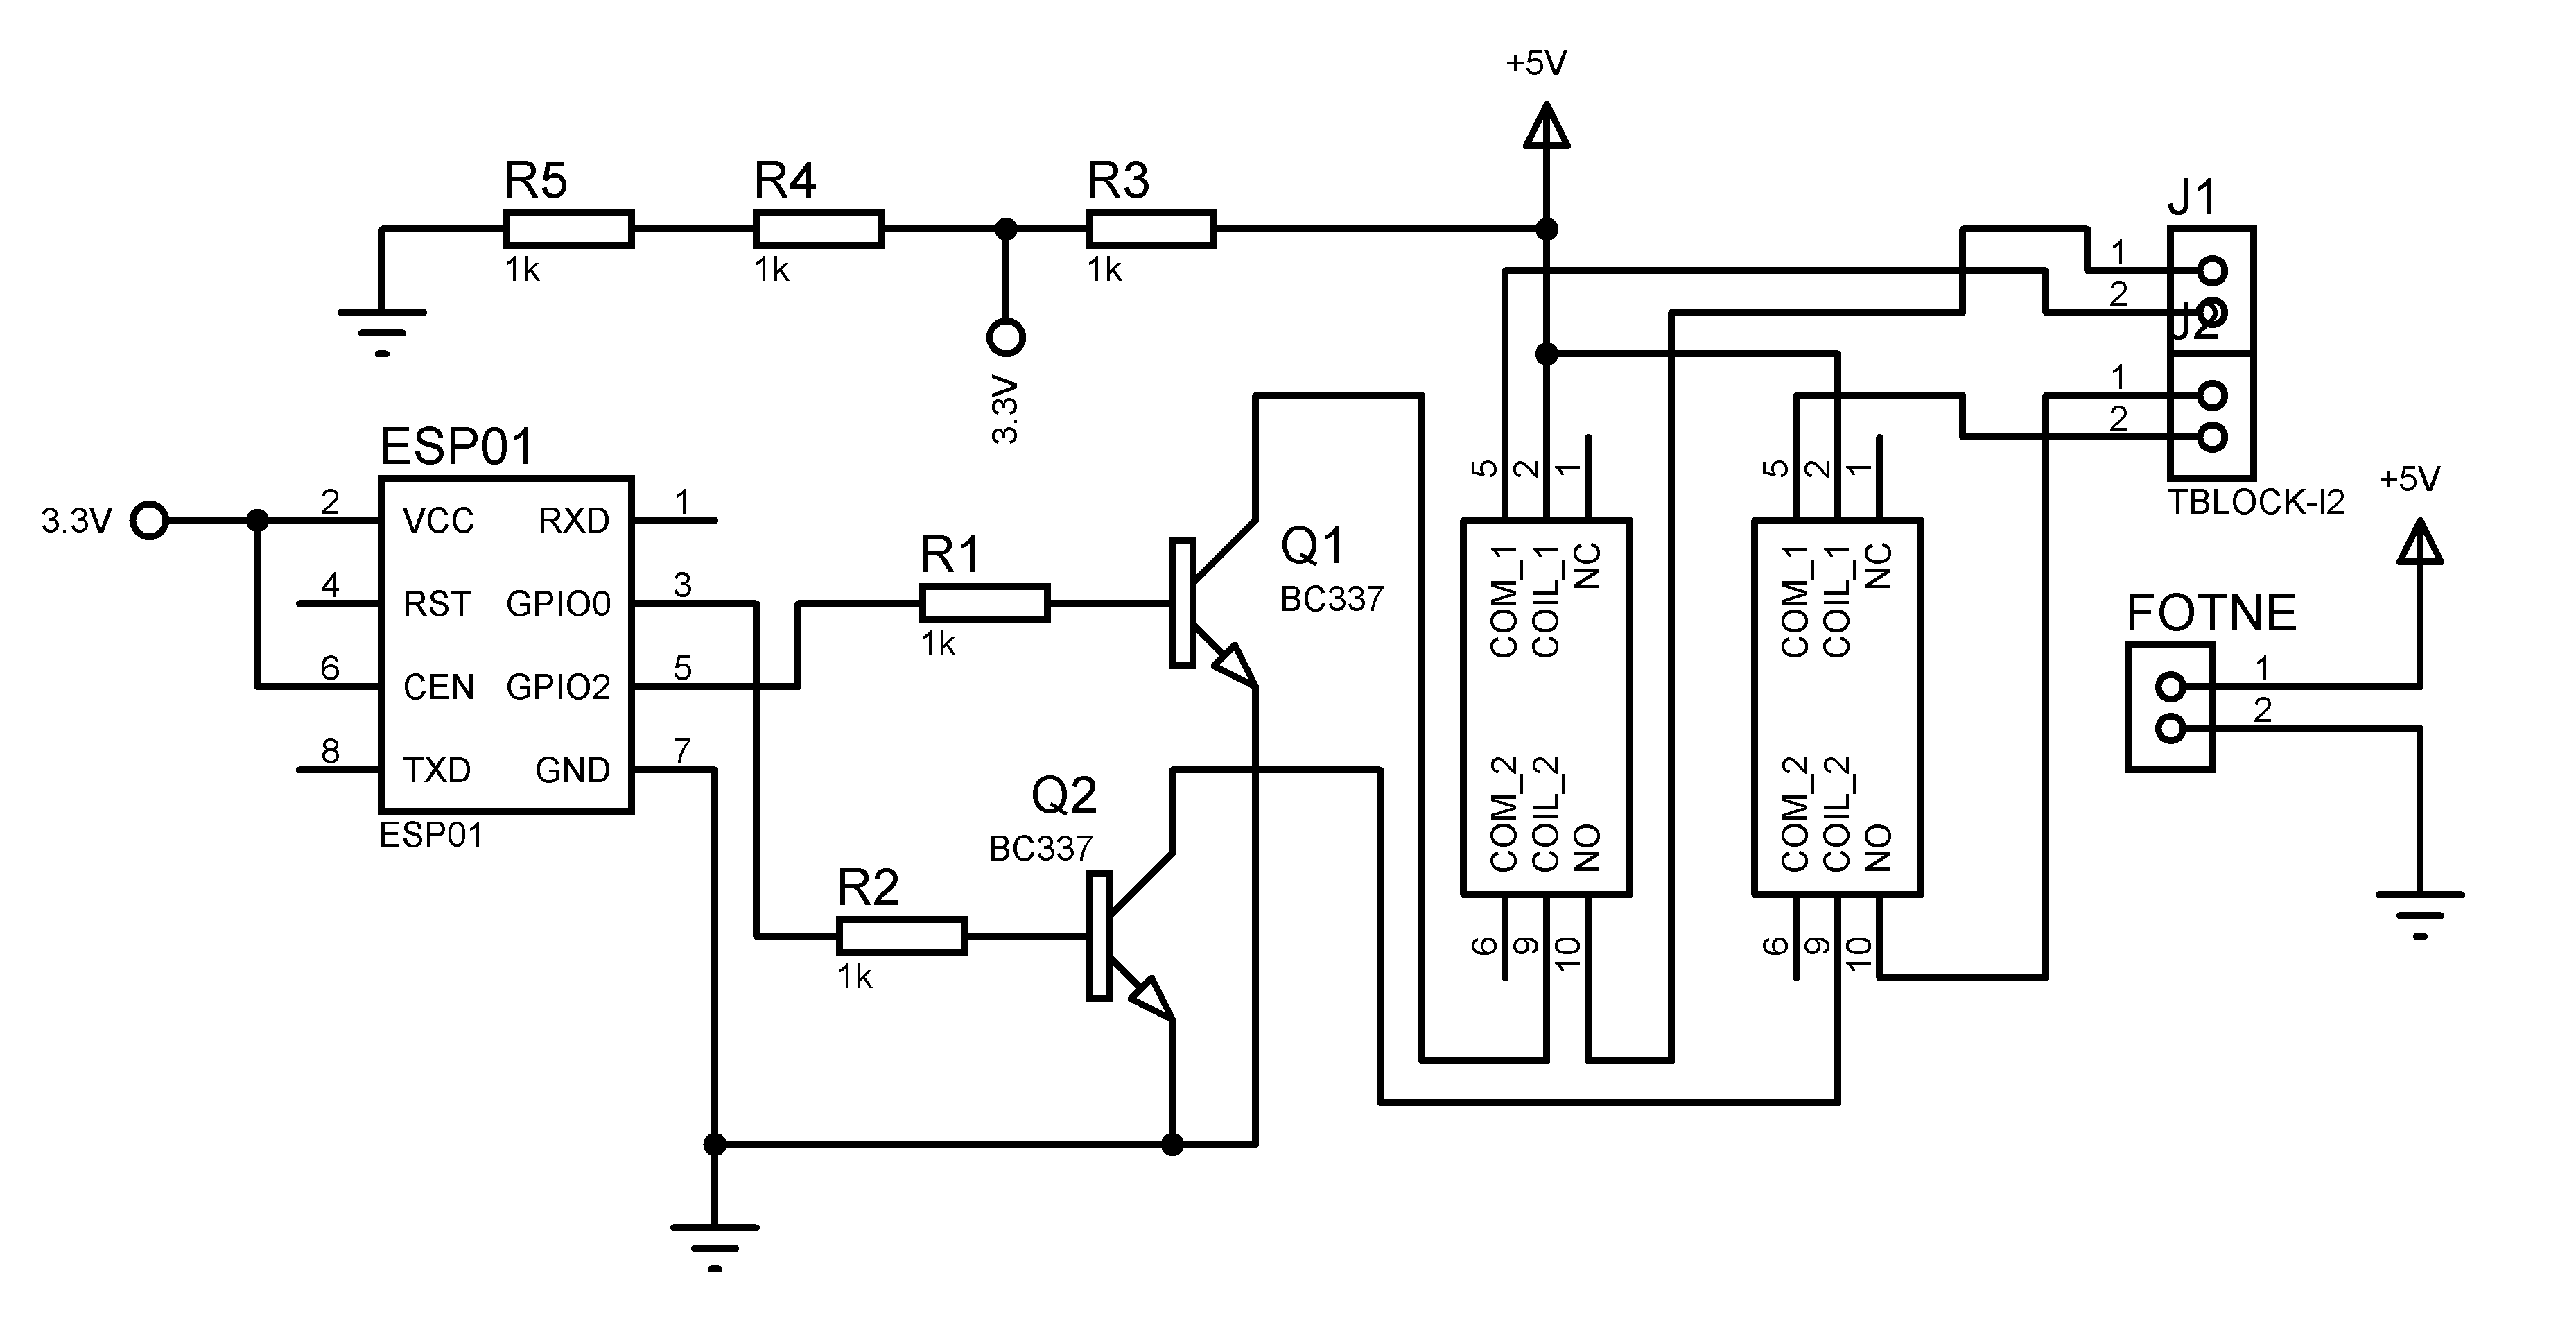 +5V
R5
R4
R3
1k
1k
1k
3.3V
J1
1
2
J2
1
2
TBLOCK-I2
ESP01
3.3V
2
VCC
RXD
1
4
RST
GPIO0
3
6
CEN
GPIO2
5
8
TXD
GND
7
ESP01
R1
1k
Q1
BC337
Q2
BC337
R2
1k
5
2
1
COM_1
COIL_1
NC
COM_2
COIL_2
NO
6
9
10
5
2
1
COM_1
COIL_1
NC
COM_2
COIL_2
NO
6
9
10
+5V
FOTNE
1
2